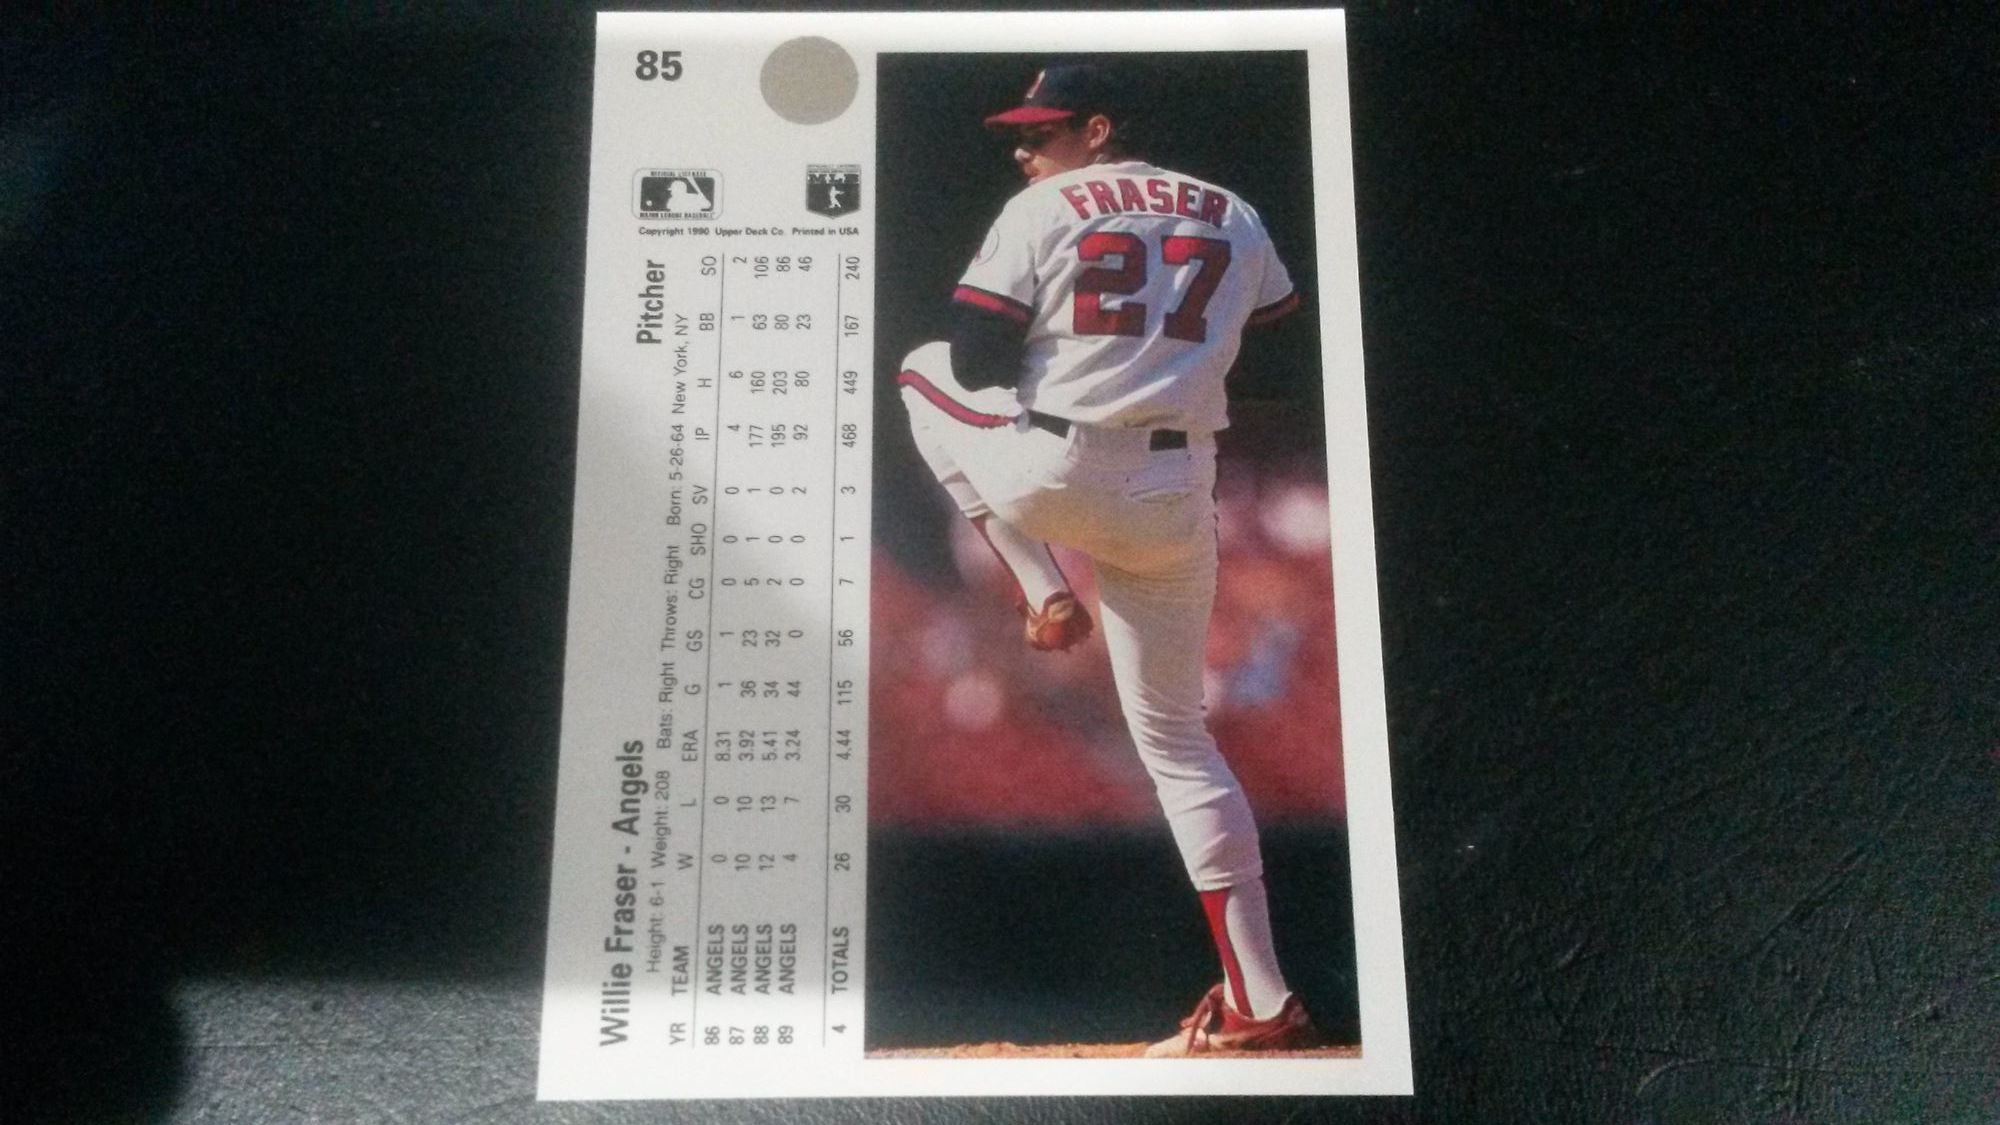 85
OFFICIAL LICENSEE
MAJOR LEAGUE BASEBALL
Copyright 1990 Upper Deck Co. Printed in USA
Willie Fraser - Angels Pitcher
Height: 6-1 Weight: 208 Bats: Right Throws: Right Born: 5-26-64 New York, NY
YR TEAM W L ERA G GS CG SHO SV IP H BB SO
86 ANGELS 0 0 8.31 1 1 0 0 0 4 6 1 2
87 ANGELS 10 10 3.92 36 23 5 1 1 177 160 63 106
88 ANGELS 12 13 5.41 34 32 2 0 0 195 203 80 86
89 ANGELS 4 7 3.24 44 0 0 0 2 92 80 23 46
4 TOTALS 26 30 4.44 115 56 7 1 3 468 449 167 240
FRASER
27